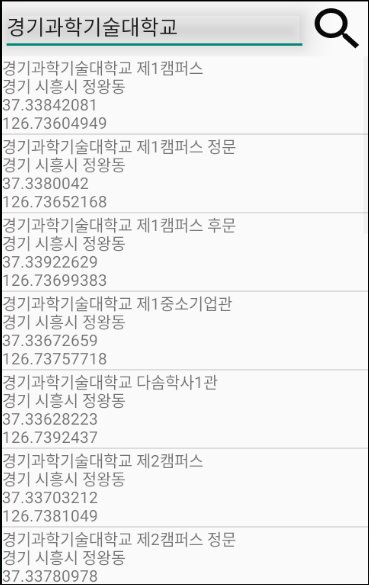 경기과학기술대학교
경기과학기술대학교 제1캠퍼스
경기 시흥시 정왕동
37.33842081
126.73604949
경기과학기술대학교 제1캠퍼스 정문
경기 시흥시 정왕동
37.3380042
126.73652168
경기과학기술대학교 제1캠퍼스 후문
경기 시흥시 정왕동
37.33922629
126.73699383
경기과학기술대학교 제1중소기업관
경기 시흥시 정왕동
37.33672659
126.73757718
경기과학기술대학교 다솜학사1관
경기 시흥시 정왕동
37.33628223
126.7392437
경기과학기술대학교 제2캠퍼스
경기 시흥시 정왕동
37.33703212
126.7381049
경기과학기술대학교 제2캠퍼스 정문
경기 시흥시 정왕동
37.33780978